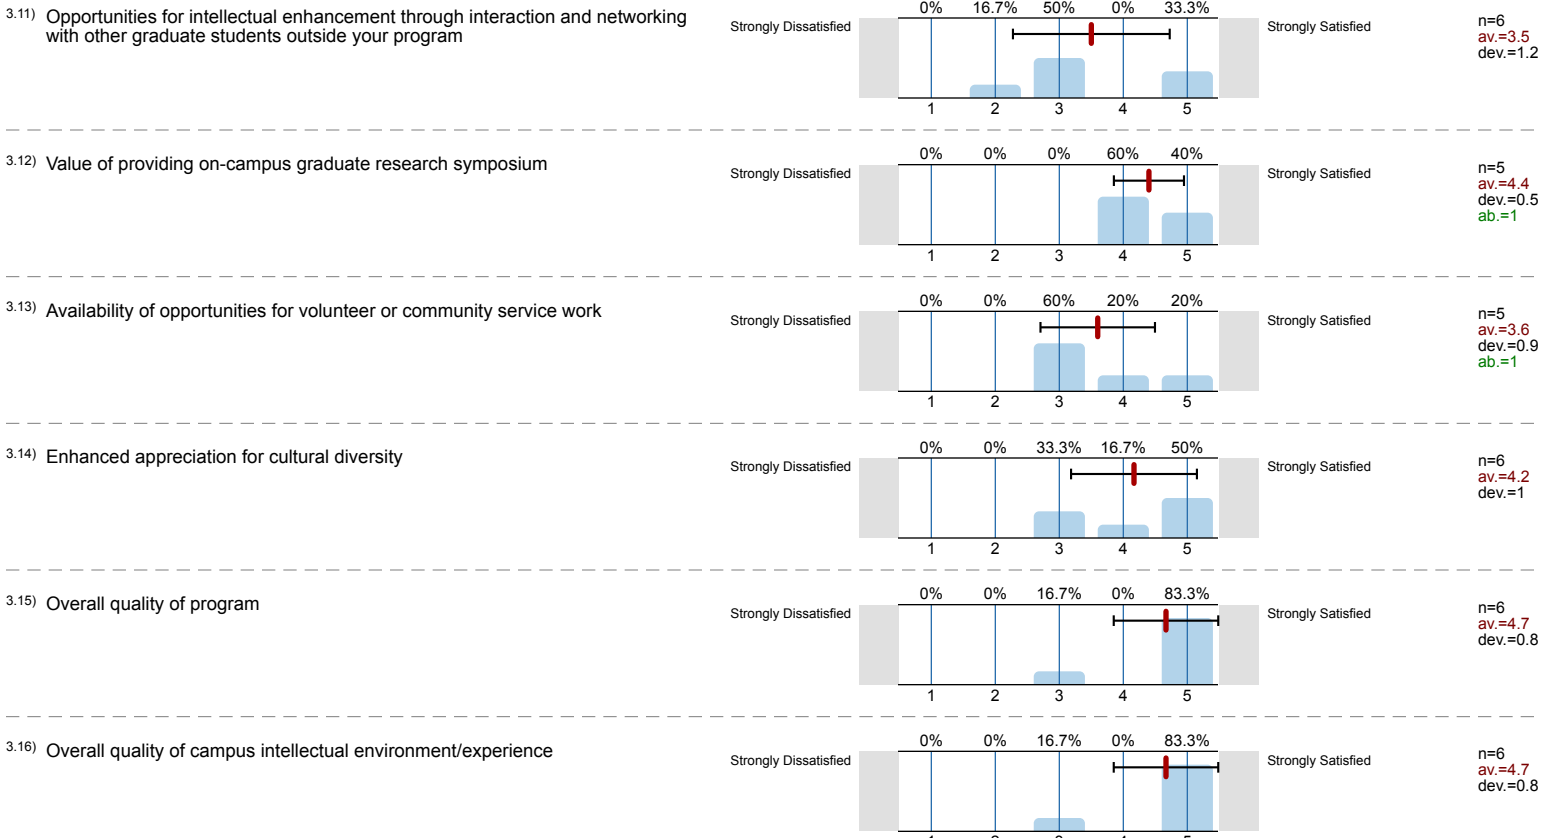 3.11) Opportunities for intellectual enhancement through interaction and networking
with other graduate students outside your program
0% 16.7% 50% 0% 33.3%
Strongly Dissatisfied
Strongly Satisfied
1 2 3 4 5
n=6
av.=3.5
dev.=1.2
3.12) Value of providing on-campus graduate research symposium
0% 0% 0% 60% 40%
Strongly Dissatisfied
Strongly Satisfied
1 2 3 4 5
n=5
av.=4.4
dev.=0.5
ab.=1
3.13) Availability of opportunities for volunteer or community service work
0% 0% 60% 20% 20%
Strongly Dissatisfied
Strongly Satisfied
1 2 3 4 5
n=5
av.=3.6
dev.=0.9
ab.=1
3.14) Enhanced appreciation for cultural diversity
0% 0% 33.3% 16.7% 50%
Strongly Dissatisfied
Strongly Satisfied
1 2 3 4 5
n=6
av.=4.2
dev.=1
3.15) Overall quality of program
0% 0% 16.7% 0% 83.3%
Strongly Dissatisfied
Strongly Satisfied
1 2 3 4 5
n=6
av.=4.7
dev.=0.8
3.16) Overall quality of campus intellectual environment/experience
0% 0% 16.7% 0% 83.3%
Strongly Dissatisfied
Strongly Satisfied
n=6
av.=4.7
dev.=0.8